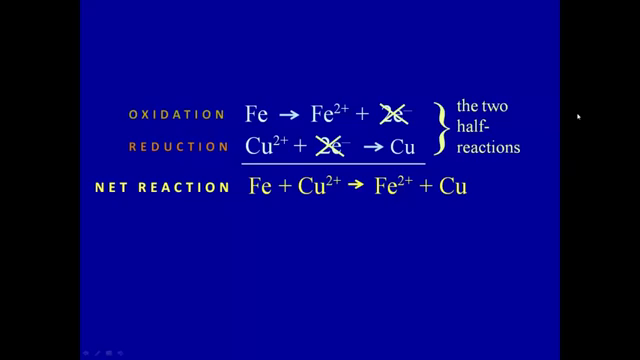 OXIDATION Fe → Fe²⁺ + 2e⁻
REDUCTION Cu²⁺ + 2e⁻ → Cu
the two
half-
reactions
NET REACTION Fe + Cu²⁺ → Fe²⁺ + Cu